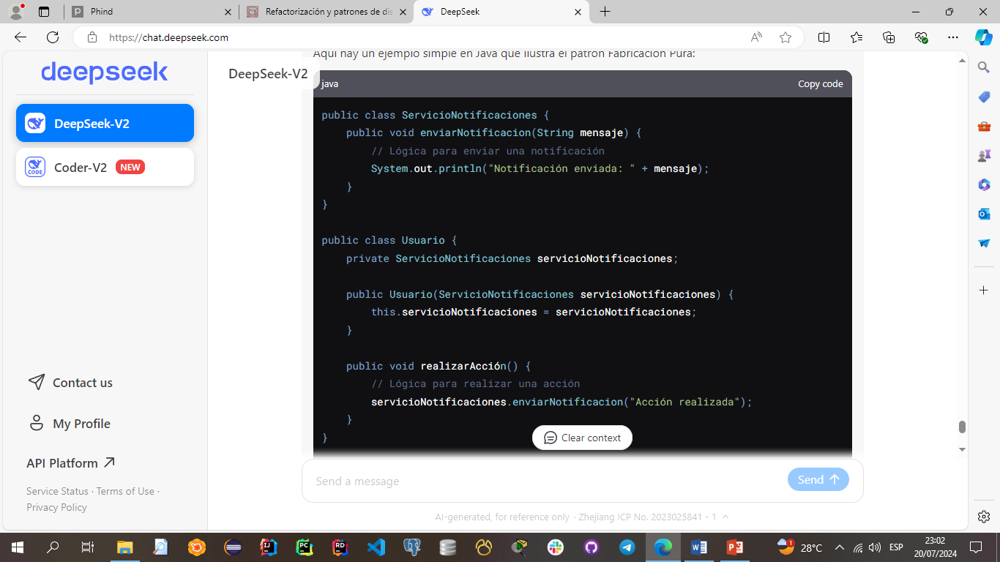 Phind
Refactorización y patrones de dis
DeepSeek
https://chat.deepseek.com
deepseek
DeepSeek-V2
Coder-V2 NEW
Contact us
My Profile
API Platform
Service Status · Terms of Use ·
Privacy Policy
DeepSeek-V2
Aquí hay un ejemplo simple en Java que ilustra el patrón Fabricación Pura:
java Copy code
public class ServicioNotificaciones {
public void enviarNotificacion(String mensaje) {
// Lógica para enviar una notificación
System.out.println("Notificación enviada: " + mensaje);
}
}
public class Usuario {
private ServicioNotificaciones servicioNotificaciones;
public Usuario(ServicioNotificaciones servicioNotificaciones) {
this.servicioNotificaciones = servicioNotificaciones;
}
public void realizarAcción() {
// Lógica para realizar una acción
servicioNotificaciones.enviarNotificacion("Acción realizada");
}
}
Clear context
Send a message
Send
AI-generated, for reference only · Zhejiang ICP No. 2023025841 - 1
28°C
ESP
23:02
20/07/2024